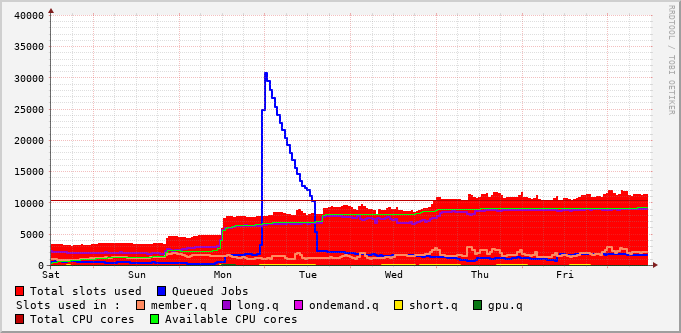 40000
35000
30000
25000
20000
15000
10000
5000
0
Sat Sun Mon Tue Wed Thu Fri
RRDTOOL / TOBI OETIKER
Total slots used Queued Jobs
Slots used in : member.q long.q ondemand.q short.q gpu.q
Total CPU cores Available CPU cores